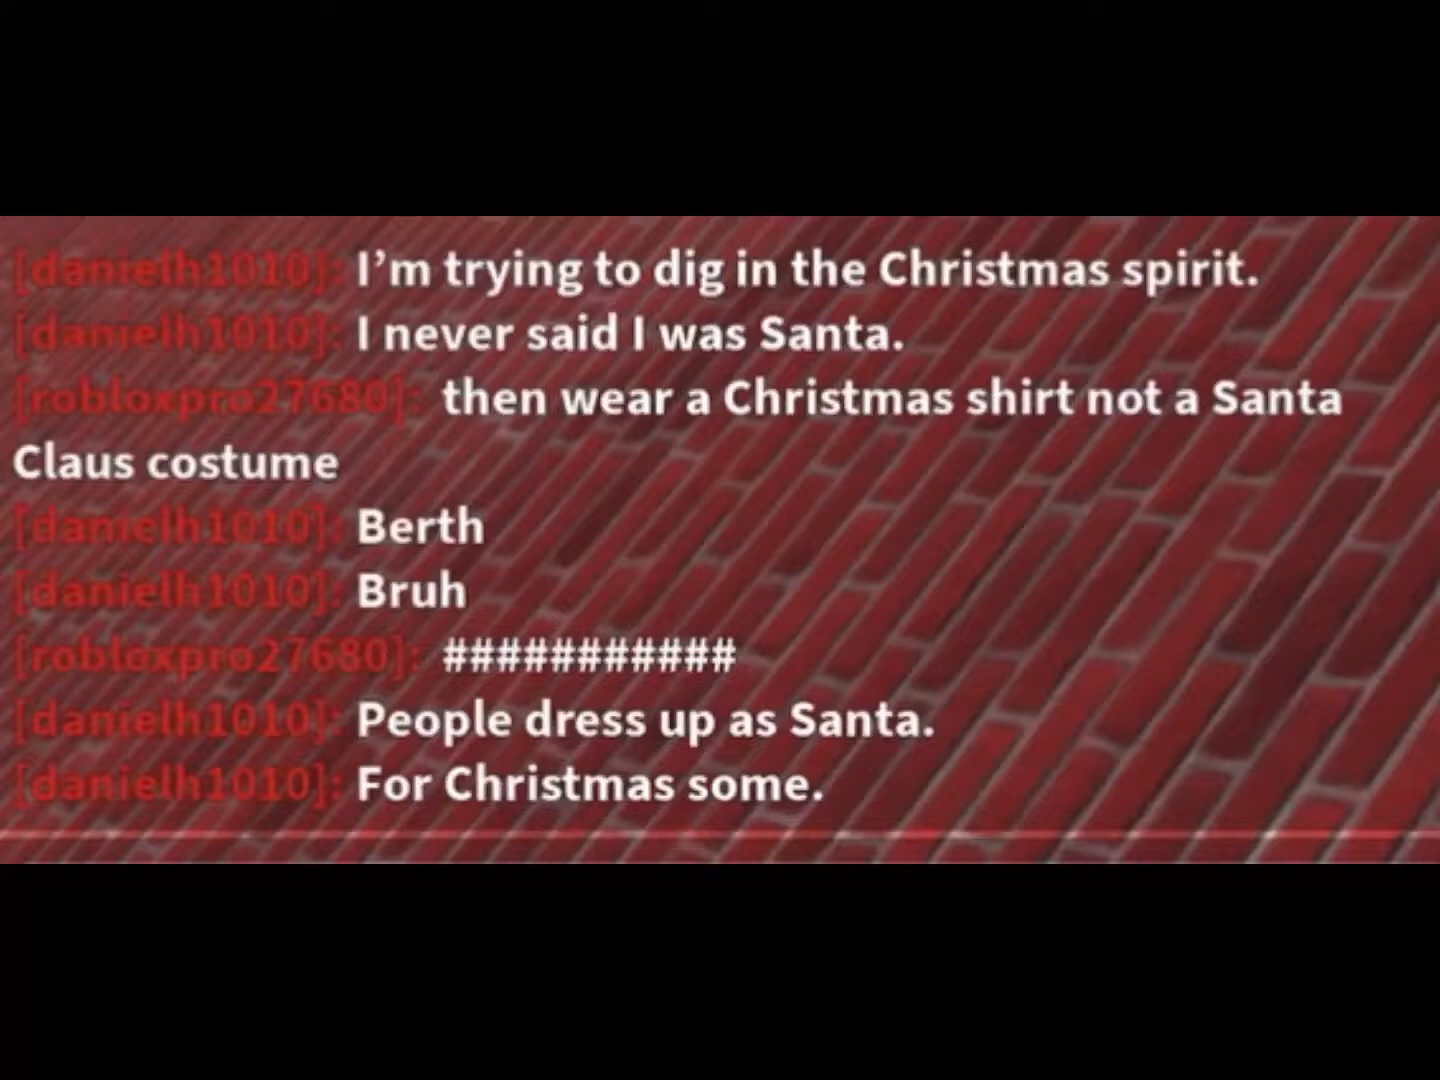 [danielh1010]: I’m trying to dig in the Christmas spirit.
[danielh1010]: I never said I was Santa.
[robloxpro27680]: then wear a Christmas shirt not a Santa
Claus costume
[danielh1010]: Berth
[danielh1010]: Bruh
[robloxpro27680]: ###########
[danielh1010]: People dress up as Santa.
[danielh1010]: For Christmas some.